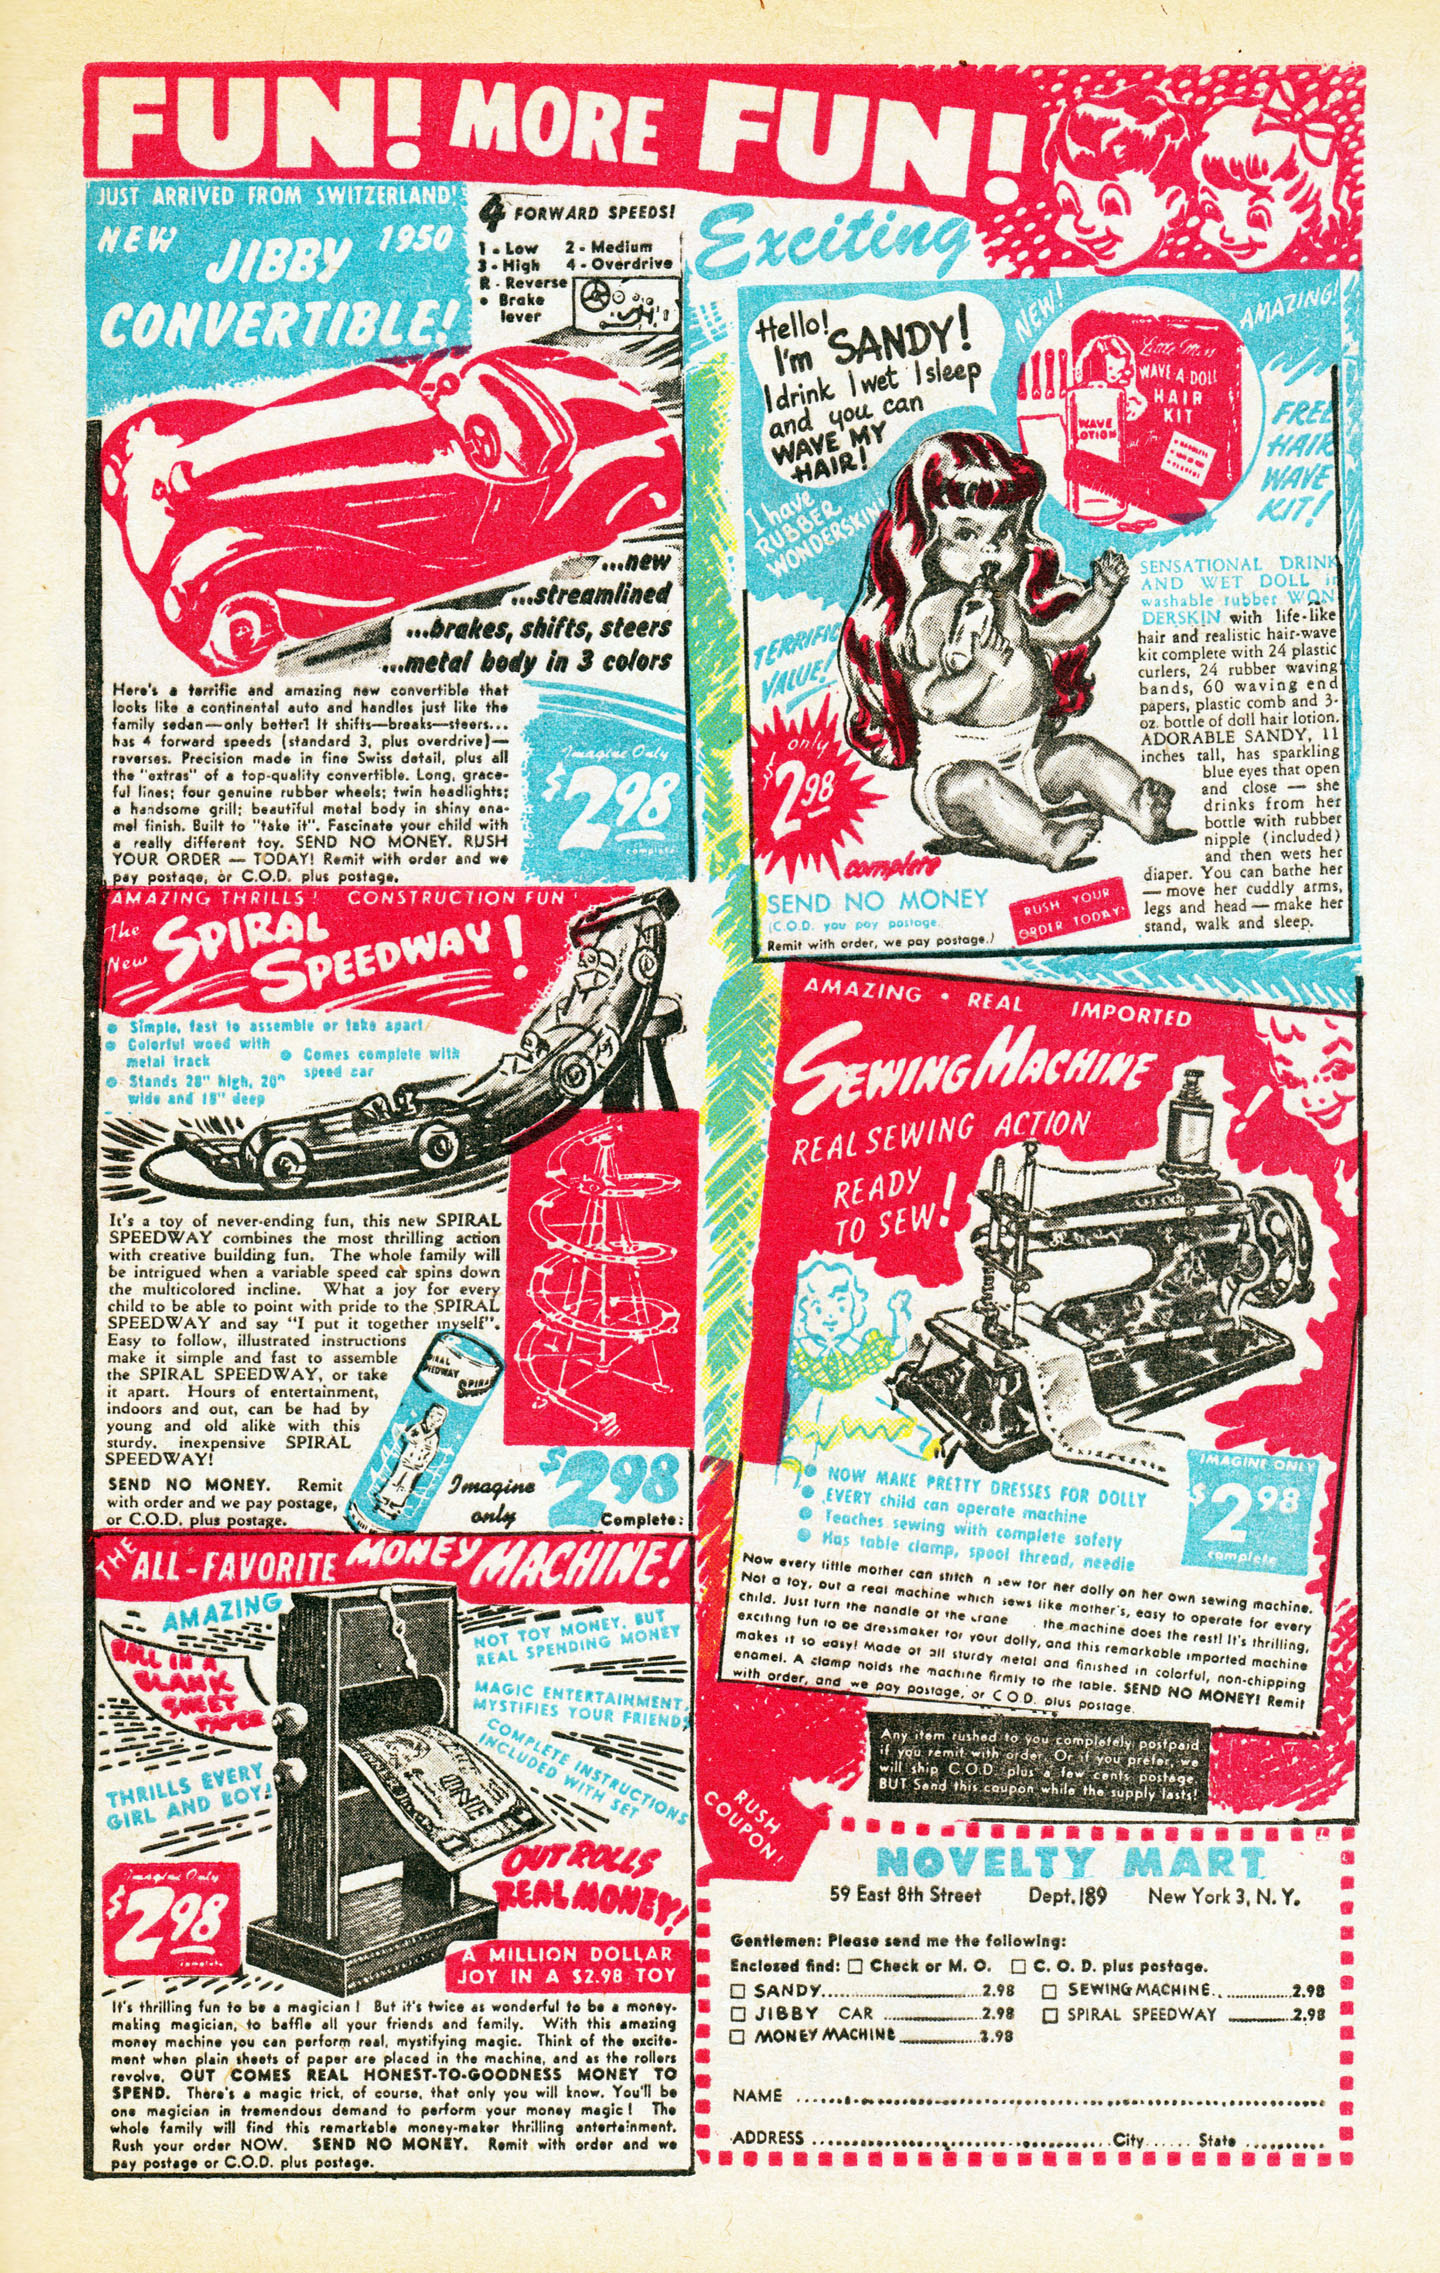 FUN! MORE FUN!
JUST ARRIVED FROM SWITZERLAND!
NEW 1950
JIBBY
CONVERTIBLE!
4 FORWARD SPEEDS!
1 - Low 2 - Medium
3 - High 4 - Overdrive
R - Reverse
• Brake
lever
...new
...streamlined
...brakes, shifts, steers
...metal body in 3 colors
Here's a terrific and amazing new convertible that
looks like a continental auto and handles just like the
family sedan—only better! It shifts—breaks—steers...
has 4 forward speeds (standard 3, plus overdrive)—
reverses. Precision made in fine Swiss detail, plus all
the "extras" of a top-quality convertible. Long, grace-
ful lines; four genuine rubber wheels; twin headlights;
a handsome grill; beautiful metal body in shiny ena-
mel finish. Built to "take it". Fascinate your child with
a really different toy. SEND NO MONEY. RUSH
YOUR ORDER — TODAY! Remit with order and we
pay postage, or C.O.D. plus postage.
Imagine Only
$2.98
complete
Exciting
Hello!
I'm SANDY!
I drink I wet I sleep
and you can
WAVE MY
HAIR!
I have
RUBBER
WONDERSKIN!
NEW!
AMAZING!
Little Miss
WAVE A DOLL
HAIR
KIT
WAVE
LOTION
FREE
HAIR
WAVE
KIT!
TERRIFIC
VALUE!
only
$2.98
complete
SEND NO MONEY
(C.O.D. you pay postage.
Remit with order, we pay postage.)
RUSH YOUR
ORDER TODAY!
SENSATIONAL DRINK
AND WET DOLL in
washable rubber WON
DERSKIN with life-like
hair and realistic hair-wave
kit complete with 24 plastic
curlers, 24 rubber waving
bands, 60 waving end
papers, plastic comb and 3-
oz. bottle of doll hair lotion.
ADORABLE SANDY, 11
inches tall, has sparkling
blue eyes that open
and close — she
drinks from her
bottle with rubber
nipple (included)
and then wets her
diaper. You can bathe her
— move her cuddly arms,
legs and head — make her
stand, walk and sleep.
AMAZING THRILLS! CONSTRUCTION FUN!
The
New SPIRAL
SPEEDWAY!
• Simple, fast to assemble or take apart
• Colorful wood with
metal track
• Stands 28" high, 20"
wide and 18" deep
• Comes complete with
speed car
It's a toy of never-ending fun, this new SPIRAL
SPEEDWAY combines the most thrilling action
with creative building fun. The whole family will
be intrigued when a variable speed car spins down
the multicolored incline. What a joy for every
child to be able to point with pride to the SPIRAL
SPEEDWAY and say "I put it together myself".
Easy to follow, illustrated instructions
make it simple and fast to assemble
the SPIRAL SPEEDWAY, or take
it apart. Hours of entertainment,
indoors and out, can be had by
young and old alike with this
sturdy, inexpensive SPIRAL
SPEEDWAY!
SEND NO MONEY. Remit
with order and we pay postage,
or C.O.D. plus postage.
Imagine
only
$2.98
Complete:
AMAZING • REAL IMPORTED
SEWING MACHINE
REAL SEWING ACTION
READY
TO SEW!
• NOW MAKE PRETTY DRESSES FOR DOLLY
• EVERY child can operate machine
• Teaches sewing with complete safety
• Has table clamp, spool thread, needle
IMAGINE ONLY
$2.98
complete
Now every little mother can stitch n sew for her dolly on her own sewing machine.
Not a toy, but a real machine which sews like mother's, easy to operate for every
child. Just turn the handle of the crane the machine does the rest! It's thrilling,
exciting fun to be dressmaker for your dolly, and this remarkable imported machine
makes it so easy! Made of all sturdy metal and finished in colorful, non-chipping
enamel. A clamp holds the machine firmly to the table. SEND NO MONEY! Remit
with order, and we pay postage, or C.O.D. plus postage.
THE ALL-FAVORITE MONEY MACHINE!
AMAZING
ROLL IN A
BLANK
SHEET
PAPER
NOT TOY MONEY, BUT
REAL SPENDING MONEY
MAGIC ENTERTAINMENT,
MYSTIFIES YOUR FRIENDS
COMPLETE INSTRUCTIONS
INCLUDED WITH SET
THRILLS EVERY
GIRL AND BOY!
ONE
OUT ROLLS
REAL MONEY!
Imagine Only
$2.98
complete
A MILLION DOLLAR
JOY IN A $2.98 TOY
It's thrilling fun to be a magician! But it's twice as wonderful to be a money-
making magician, to baffle all your friends and family. With this amazing
money machine you can perform real, mystifying magic. Think of the excite-
ment when plain sheets of paper are placed in the machine, and as the rollers
revolve, OUT COMES REAL HONEST-TO-GOODNESS MONEY TO
SPEND. There's a magic trick, of course, that only you will know. You'll be
one magician in tremendous demand to perform your money magic! The
whole family will find this remarkable money-maker thrilling entertainment.
Rush your order NOW. SEND NO MONEY. Remit with order and we
pay postage or C.O.D. plus postage.
Any item rushed to you completely postpaid
if you remit with order. Or if you prefer, we
will ship C.O.D. plus a few cents postage.
BUT Send this coupon while the supply lasts!
RUSH
COUPON!
NOVELTY MART
59 East 8th Street Dept. 189 New York 3, N. Y.
Gentlemen: Please send me the following:
Enclosed find: □ Check or M. O. □ C. O. D. plus postage.
□ SANDY..........2.98 □ SEWING MACHINE..........2.98
□ JIBBY CAR ..........2.98 □ SPIRAL SPEEDWAY ..........2.98
□ MONEY MACHINE ..........2.98
NAME ..........
ADDRESS .......... City ...... State ..........